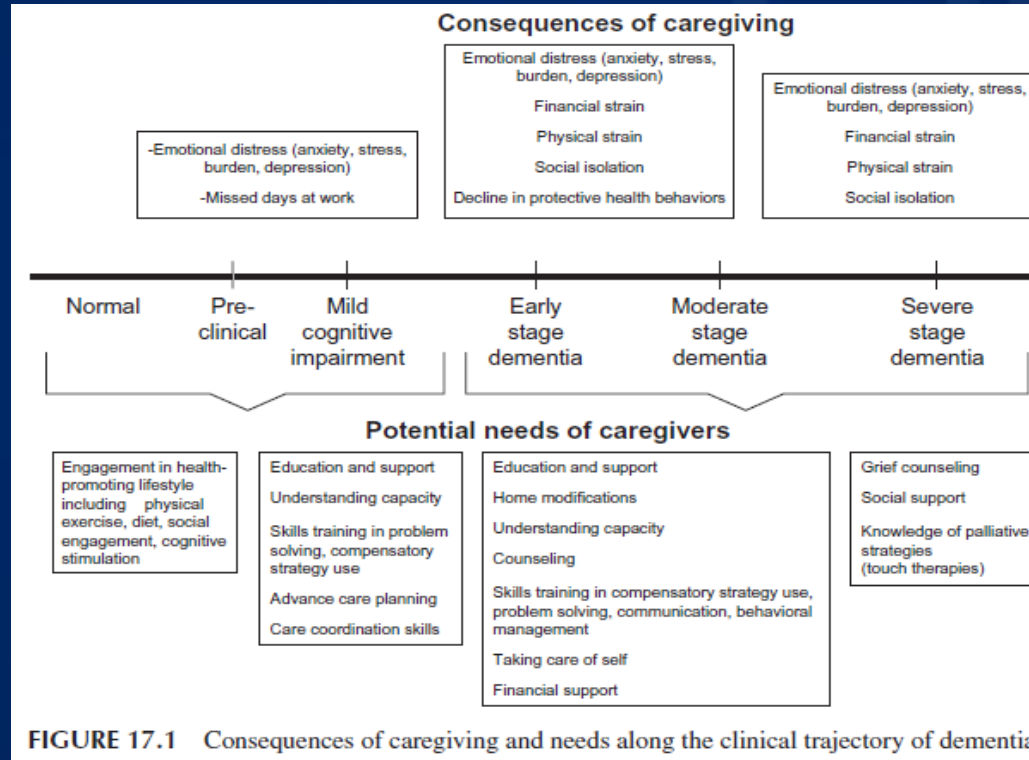 Consequences of caregiving
-Emotional distress (anxiety, stress,
burden, depression)
-Missed days at work
Emotional distress (anxiety, stress,
burden, depression)
Financial strain
Physical strain
Social isolation
Decline in protective health behaviors
Emotional distress (anxiety, stress,
burden, depression)
Financial strain
Physical strain
Social isolation
Normal
Pre-
clinical
Mild
cognitive
impairment
Early
stage
dementia
Moderate
stage
dementia
Severe
stage
dementia
Potential needs of caregivers
Engagement in health-
promoting lifestyle
including physical
exercise, diet, social
engagement, cognitive
stimulation
Education and support
Understanding capacity
Skills training in problem
solving, compensatory
strategy use
Advance care planning
Care coordination skills
Education and support
Home modifications
Understanding capacity
Counseling
Skills training in compensatory strategy use,
problem solving, communication, behavioral
management
Taking care of self
Financial support
Grief counseling
Social support
Knowledge of palliative
strategies
(touch therapies)
FIGURE 17.1 Consequences of caregiving and needs along the clinical trajectory of dementia